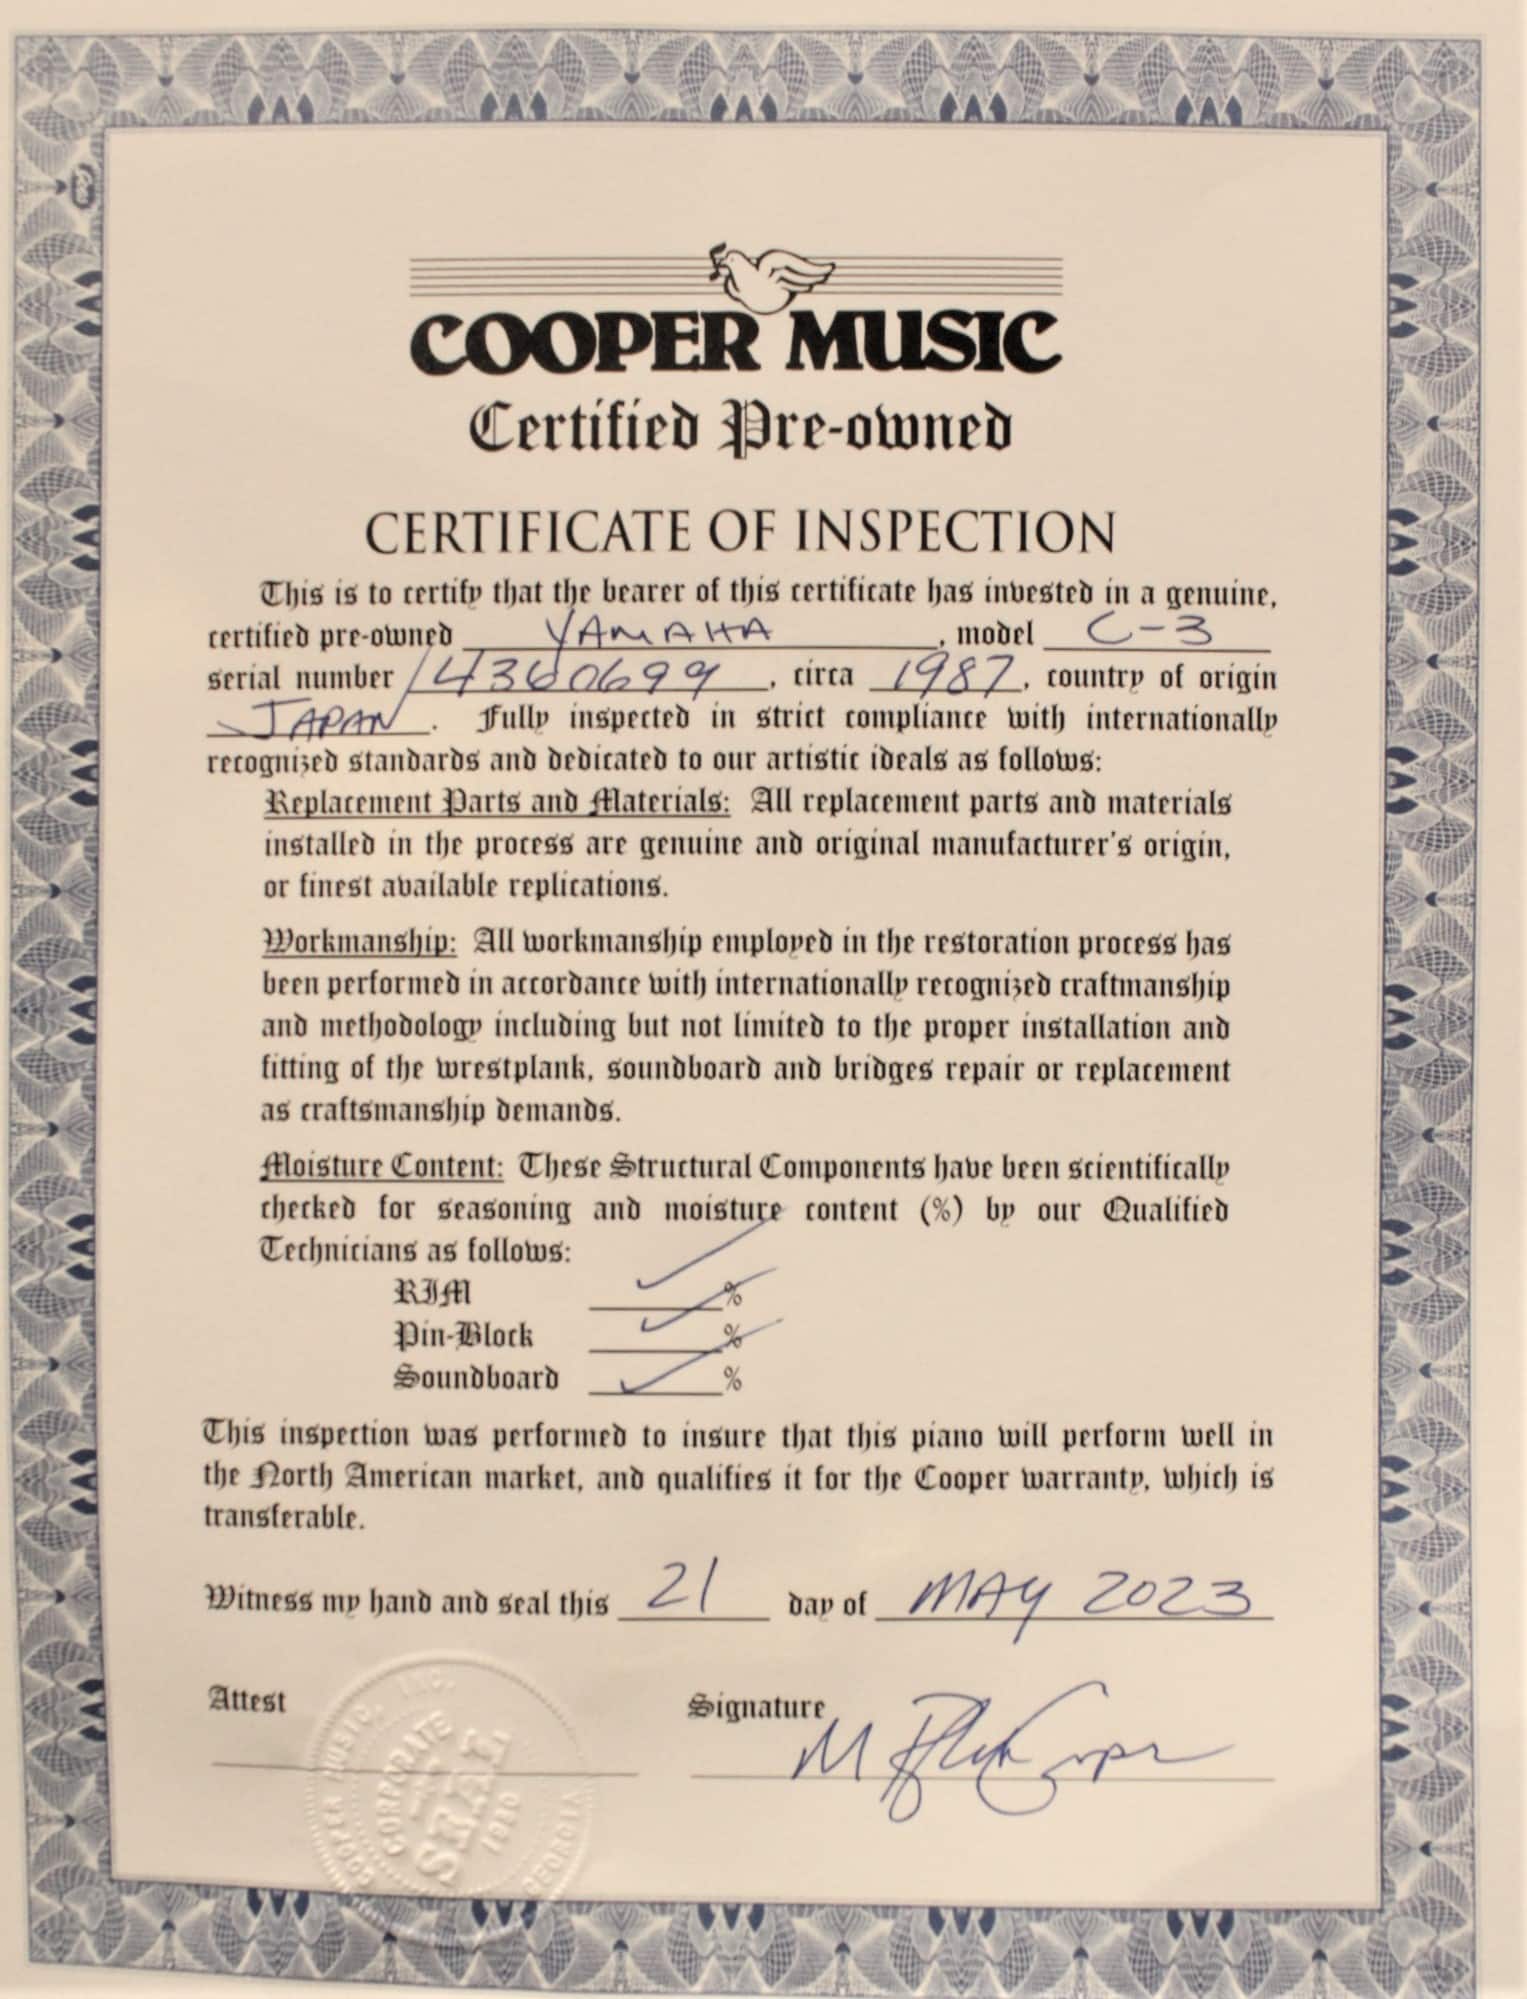 COOPER MUSIC
Certified Pre-owned
CERTIFICATE OF INSPECTION
This is to certify that the bearer of this certificate has invested in a genuine,
certified pre-owned YAMAHA, model C-3
serial number 4360699, circa 1987, country of origin
JAPAN. Fully inspected in strict compliance with internationally
recognized standards and dedicated to our artistic ideals as follows:
Replacement Parts and Materials: All replacement parts and materials
installed in the process are genuine and original manufacturer's origin,
or finest available replications.
Workmanship: All workmanship employed in the restoration process has
been performed in accordance with internationally recognized craftmanship
and methodology including but not limited to the proper installation and
fitting of the wrestplank, soundboard and bridges repair or replacement
as craftsmanship demands.
Moisture Content: These Structural Components have been scientifically
checked for seasoning and moisture content (%) by our Qualified
Technicians as follows:
RIM ✓ %
Pin-Block ✓ %
Soundboard ✓ %
This inspection was performed to insure that this piano will perform well in
the North American market, and qualifies it for the Cooper warranty, which is
transferable.
Witness my hand and seal this 21 day of MAY 2023
Attest
Signature M Cooper
COOPER MUSIC, INC.
CORPORATE
SEAL
GEORGIA